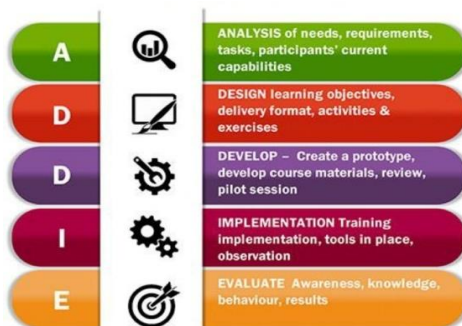 A
ANALYSIS of needs, requirements,
tasks, participants' current
capabilities
D
DESIGN learning objectives,
delivery format, activities &
exercises
D
DEVELOP – Create a prototype,
develop course materials, review,
pilot session
I
IMPLEMENTATION Training
implementation, tools in place,
observation
E
EVALUATE Awareness, knowledge,
behaviour, results